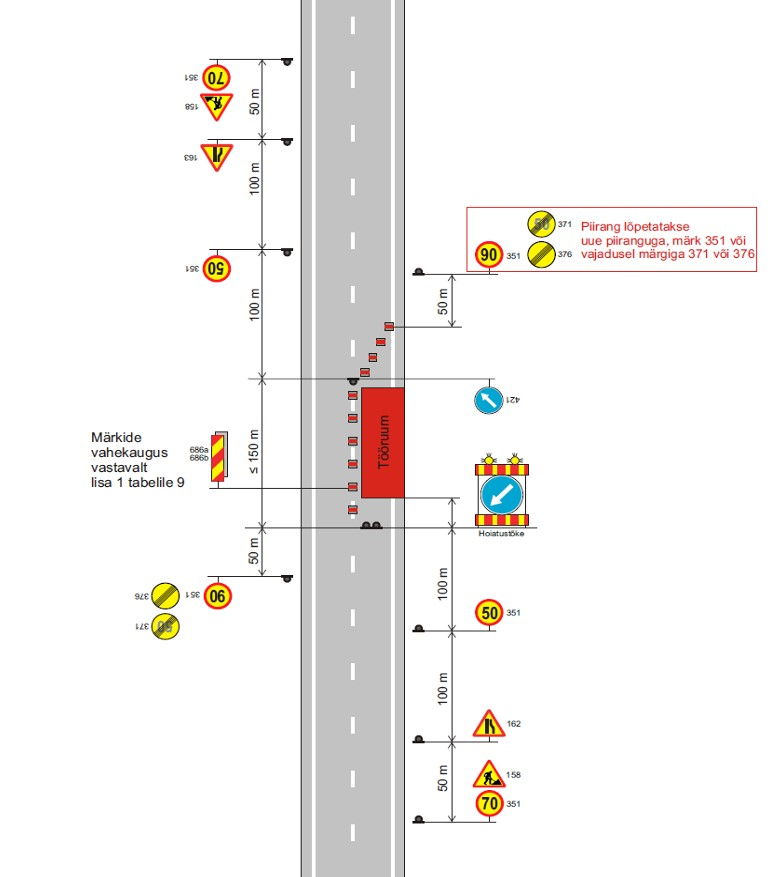 70
351
158
50 m
163
100 m
50
351
100 m
50
371
Piirang lõpetatakse
uue piiranguga, märk 351 või
vajadusel märgiga 371 või 376
90
351
376
50 m
421
Märkide
vahekaugus
vastavalt
lisa 1 tabelile 9
686a
686b
≤ 150 m
Tööruum
Hoiatustõke
50 m
376
351
90
371
50
100 m
50
351
100 m
162
158
50 m
70
351